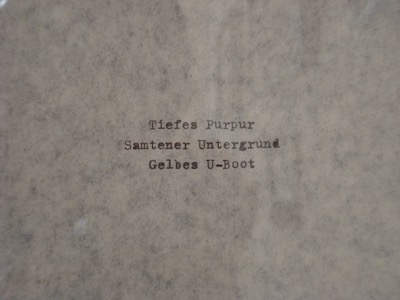 Tiefes Purpur
Samtener Untergrund
Gelbes U-Boot